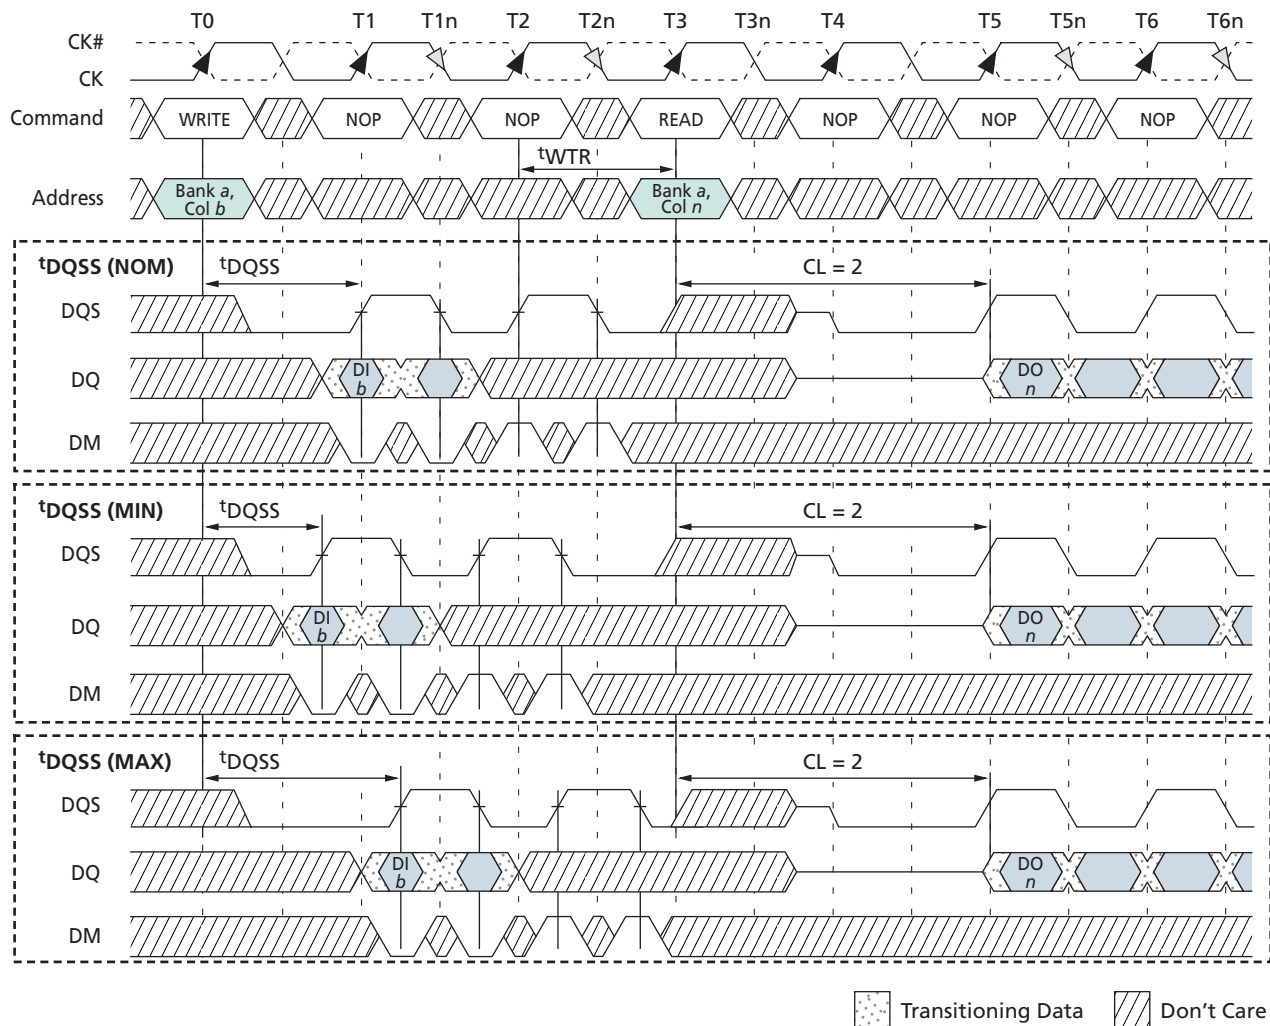 T0 T1 T1n T2 T2n T3 T3n T4 T5 T5n T6 T6n
CK#
CK
Command WRITE NOP NOP READ NOP NOP NOP
tWTR
Address Bank a, Col b Bank a, Col n
tDQSS (NOM) tDQSS CL = 2
DQS
DQ DI b DO n
DM
tDQSS (MIN) tDQSS CL = 2
DQS
DQ DI b DO n
DM
tDQSS (MAX) tDQSS CL = 2
DQS
DQ DI b DO n
DM
Transitioning Data Don't Care